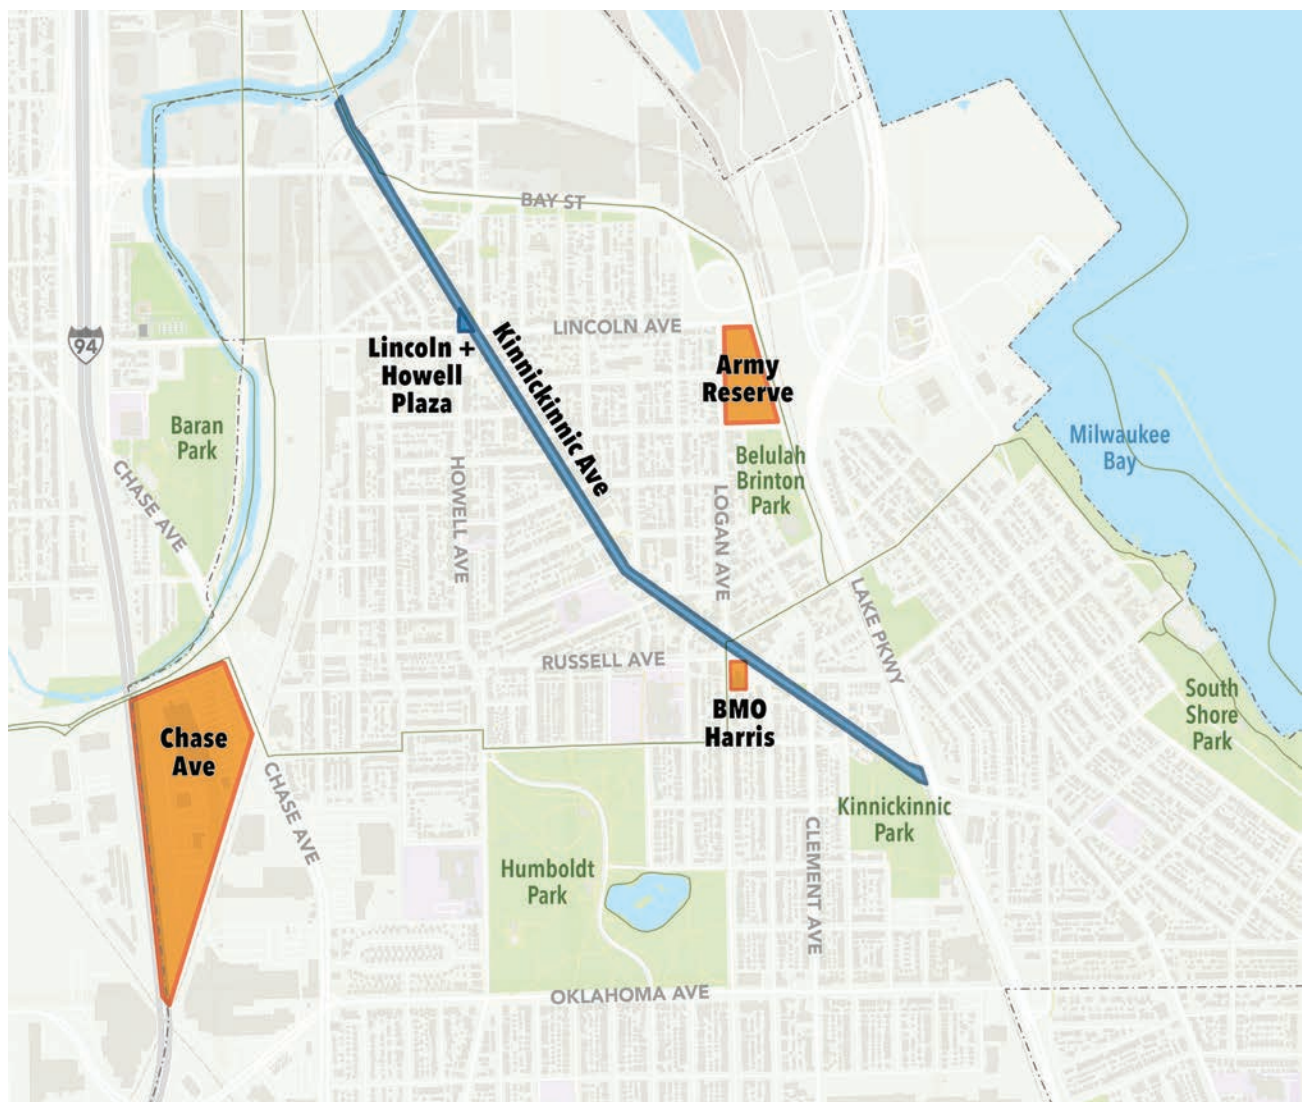 BAY ST
LINCOLN AVE
94
Lincoln +
Howell
Plaza
Kinnickinnic Ave
Army
Reserve
Baran
Park
Milwaukee
Bay
Belulah
Brinton
Park
CHASE AVE
HOWELL AVE
LOGAN AVE
LAKE PKWY
RUSSELL AVE
BMO
Harris
South
Shore
Park
Chase
Ave
CHASE AVE
Kinnickinnic
Park
CLEMENT AVE
Humboldt
Park
OKLAHOMA AVE